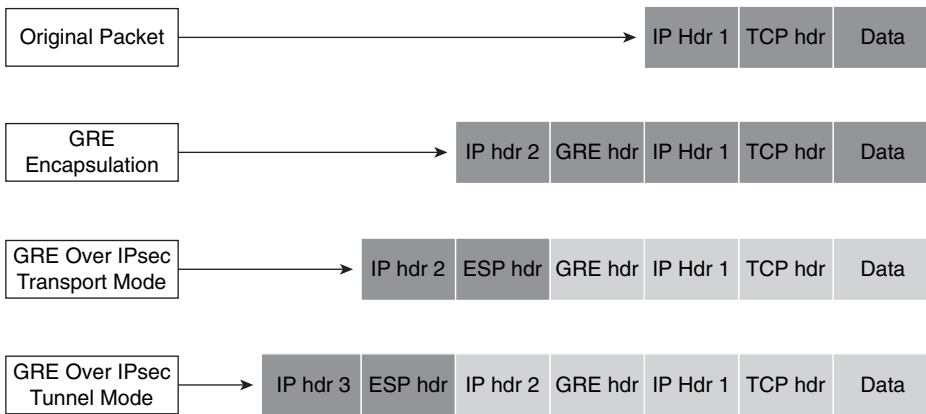 Original Packet
IP Hdr 1 TCP hdr Data
GRE
Encapsulation
IP hdr 2 GRE hdr IP Hdr 1 TCP hdr Data
GRE Over IPsec
Transport Mode
IP hdr 2 ESP hdr GRE hdr IP Hdr 1 TCP hdr Data
GRE Over IPsec
Tunnel Mode
IP hdr 3 ESP hdr IP hdr 2 GRE hdr IP Hdr 1 TCP hdr Data